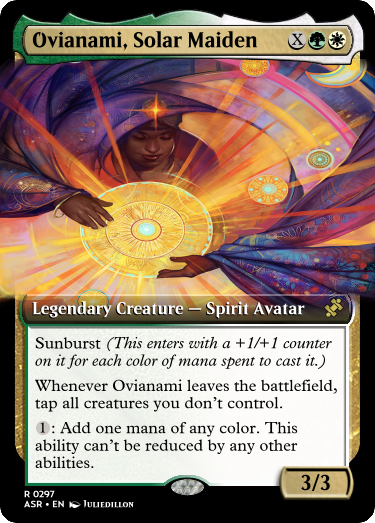 Ovianami, Solar Maiden X
Legendary Creature — Spirit Avatar
Sunburst (This enters with a +1/+1 counter
on it for each color of mana spent to cast it.)
Whenever Ovianami leaves the battlefield,
tap all creatures you don't control.
1: Add one mana of any color. This
ability can't be reduced by any other
abilities.
3/3
R 0297
ASR • EN JULIEDILLON